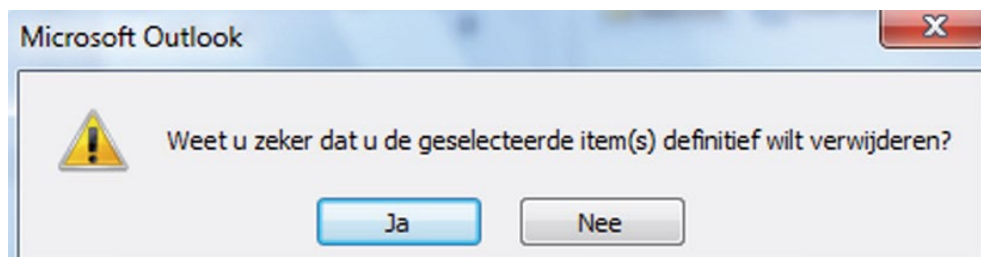 Microsoft Outlook
Weet u zeker dat u de geselecteerde item(s) definitief wilt verwijderen?
Ja
Nee